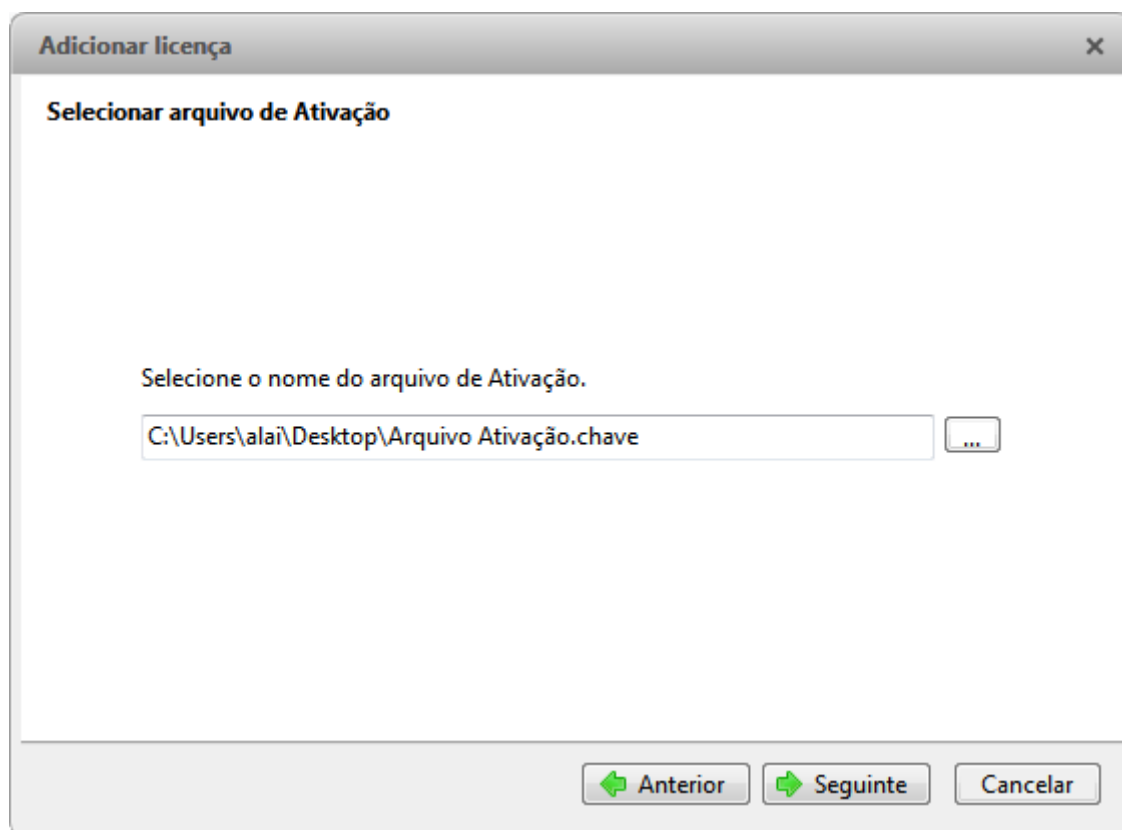 Adicionar licença
Selecionar arquivo de Ativação
Selecione o nome do arquivo de Ativação.
C:\Users\alai\Desktop\Arquivo Ativação.chave
...
Anterior
Seguinte
Cancelar